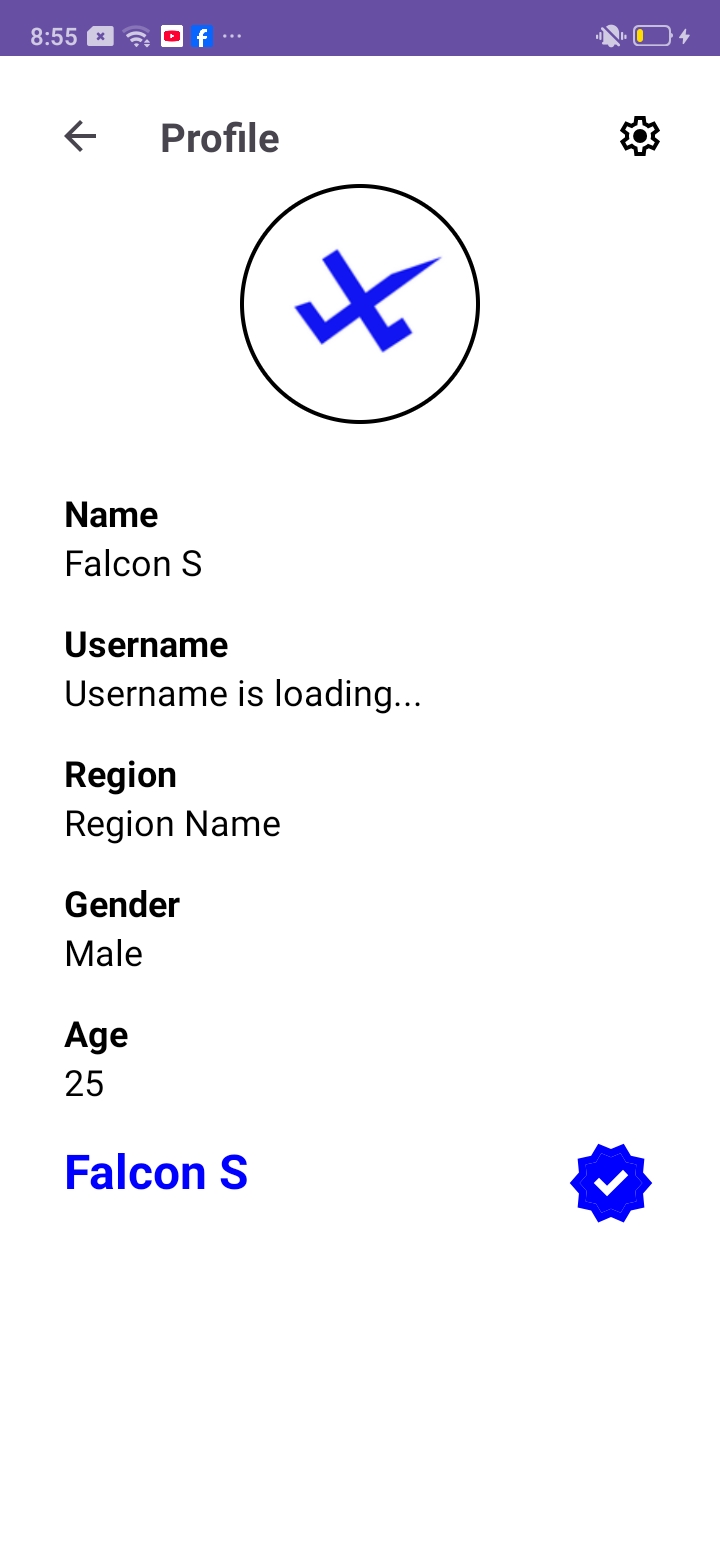 8:55
Profile
Name
Falcon S
Username
Username is loading...
Region
Region Name
Gender
Male
Age
25
Falcon S